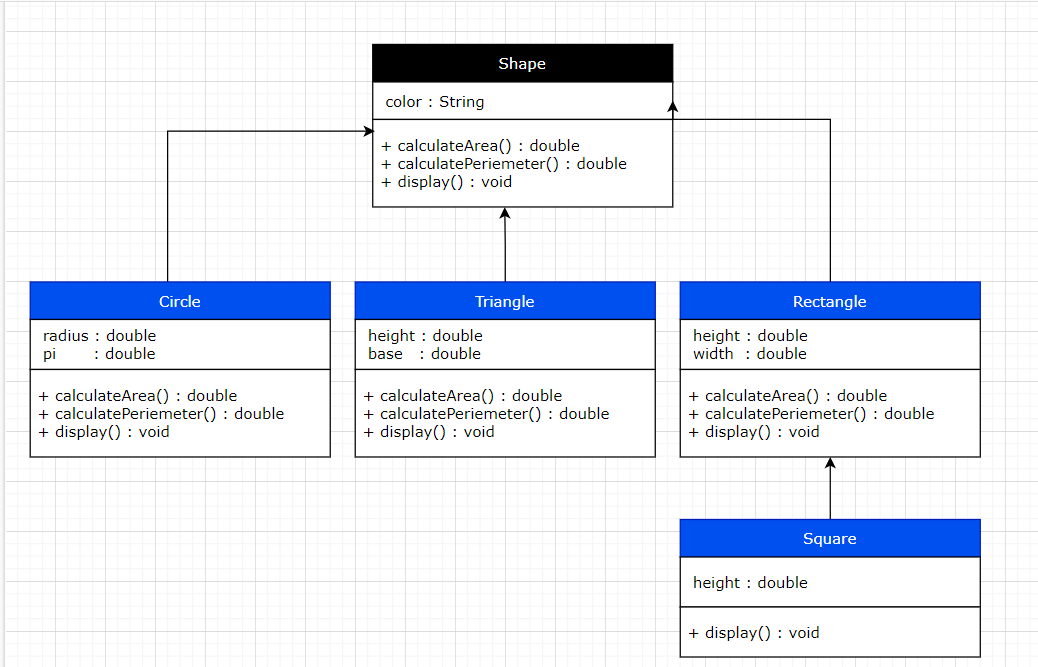 Shape
color : String
+ calculateArea() : double
+ calculatePeriemeter() : double
+ display() : void
Circle
radius : double
pi : double
+ calculateArea() : double
+ calculatePeriemeter() : double
+ display() : void
Triangle
height : double
base : double
+ calculateArea() : double
+ calculatePeriemeter() : double
+ display() : void
Rectangle
height : double
width : double
+ calculateArea() : double
+ calculatePeriemeter() : double
+ display() : void
Square
height : double
+ display() : void